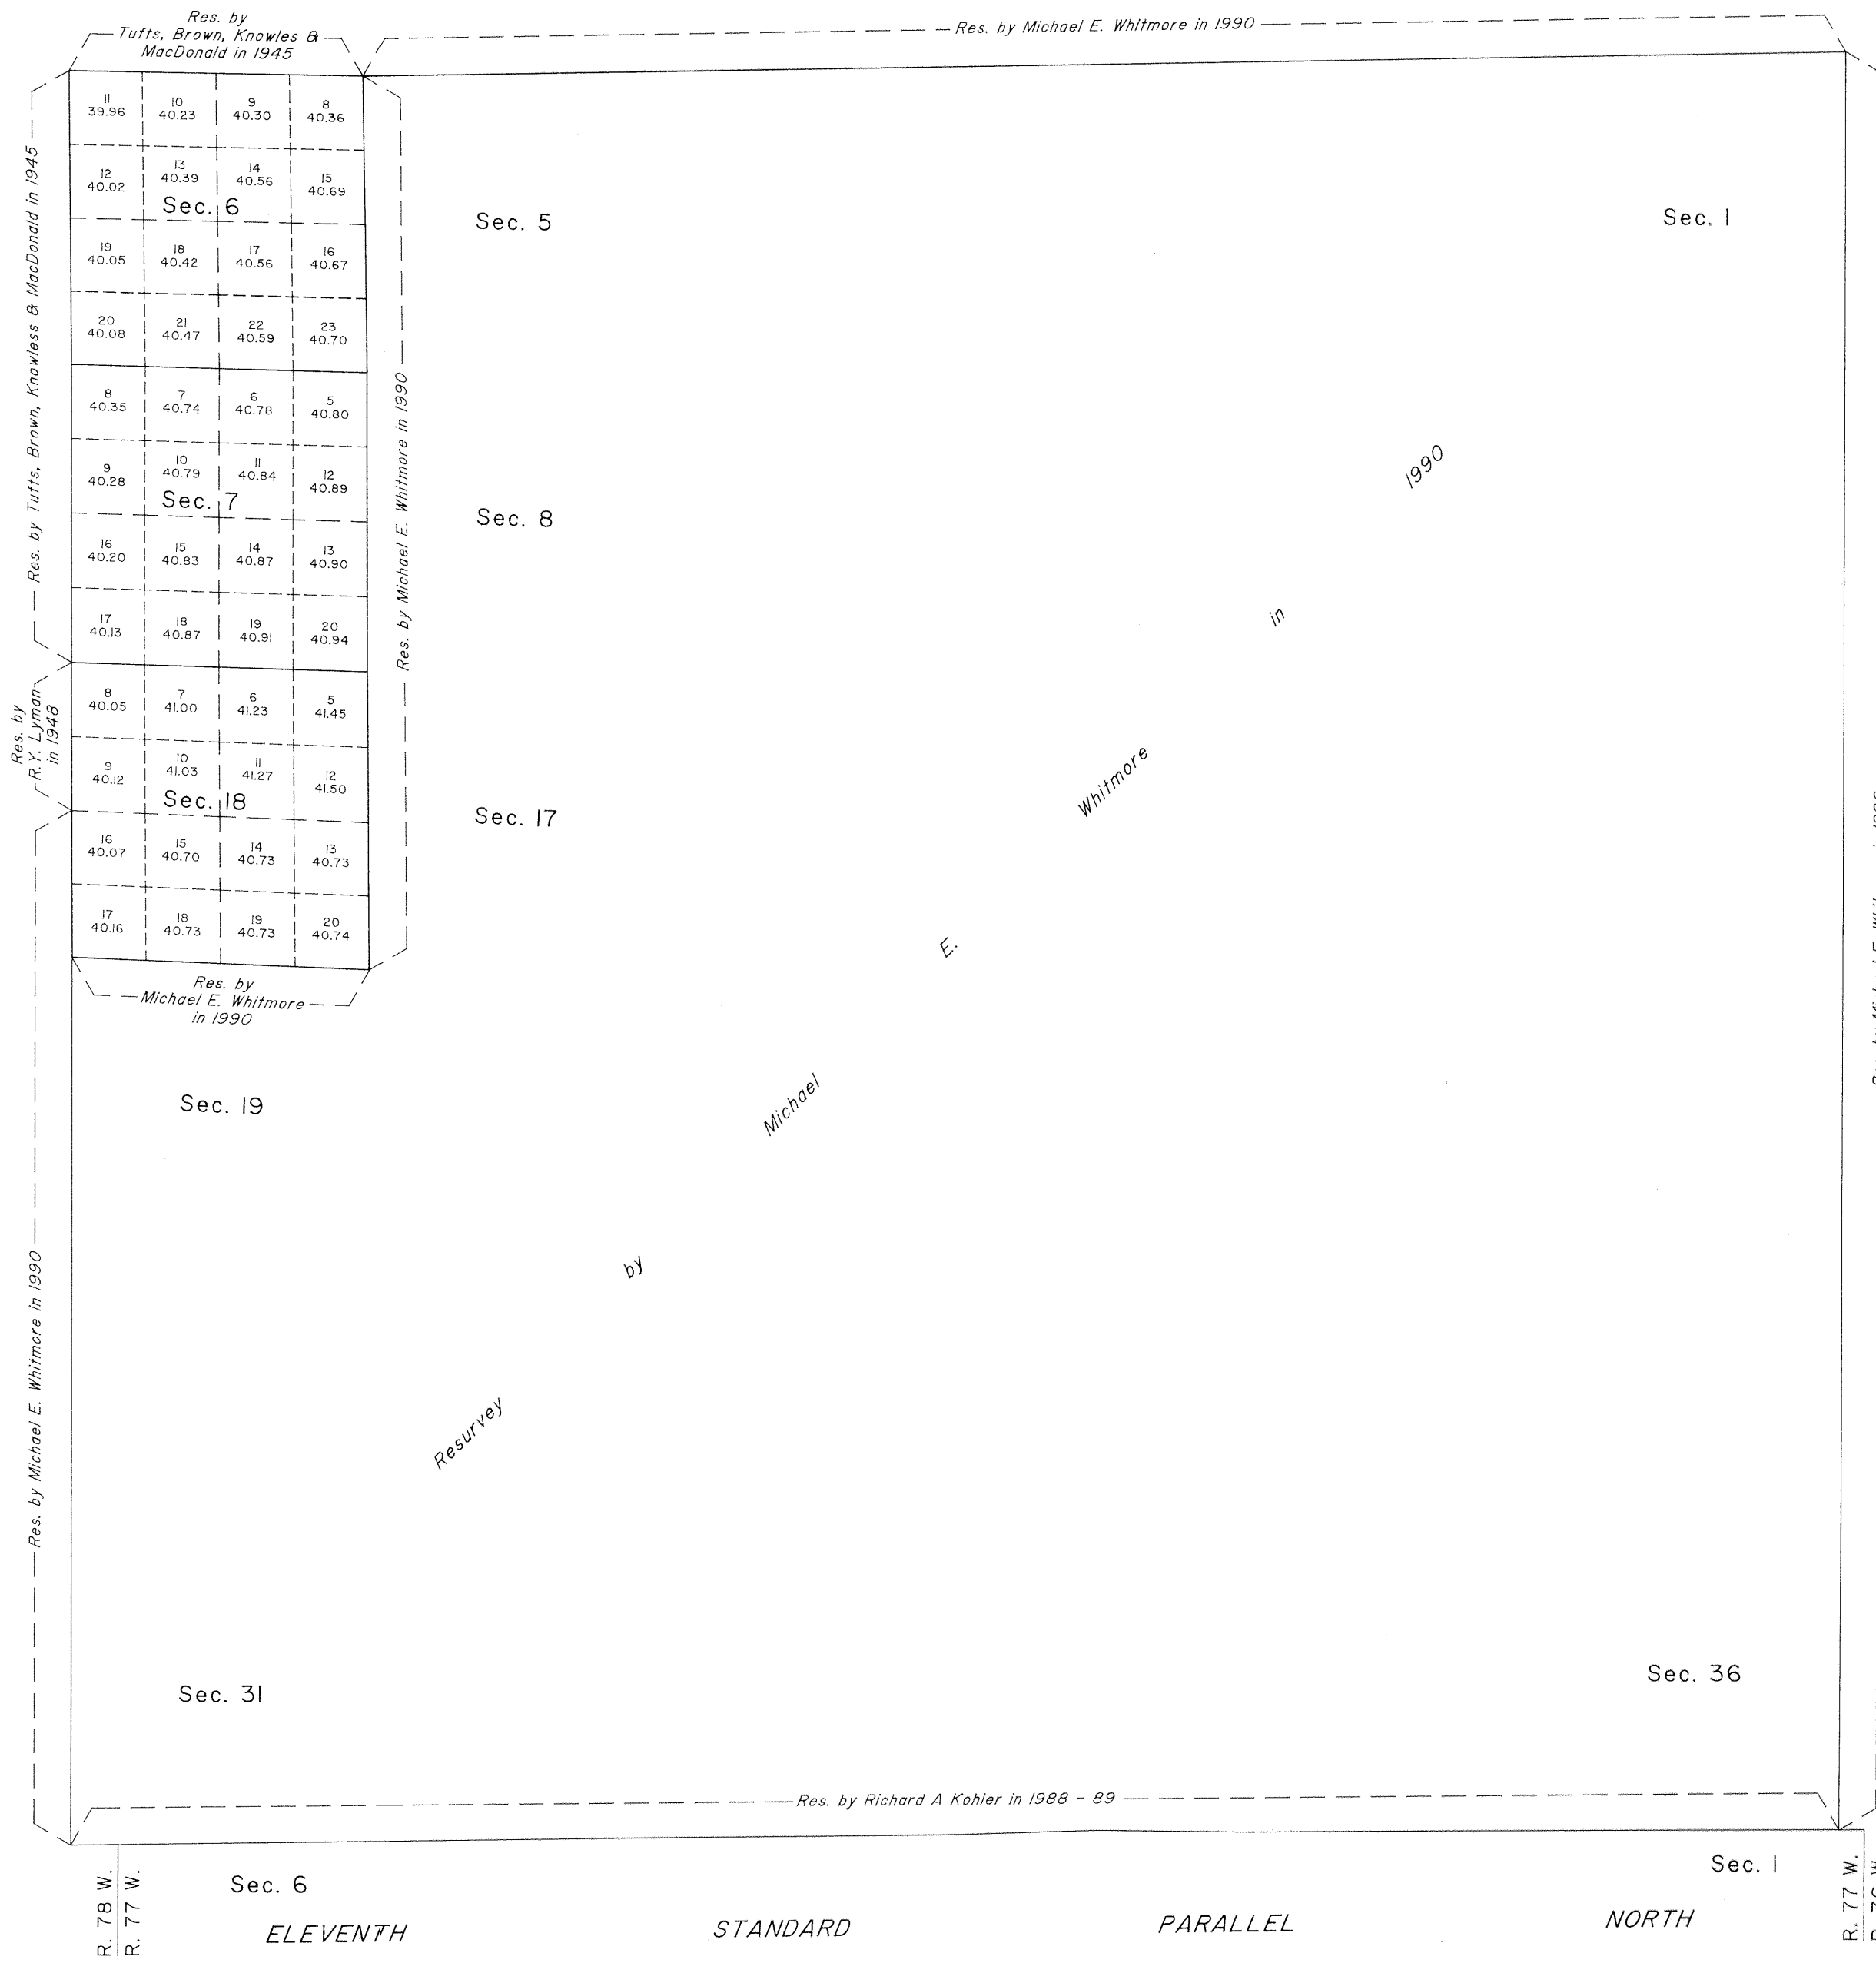 Res. by
Tufts, Brown, Knowles &
MacDonald in 1945
Res. by Michael E. Whitmore in 1990
Res. by Tufts, Brown, Knowless & MacDonald in 1945
11 10 9 8
39.96 40.23 40.30 40.36
12 13 14 15
40.02 40.39 40.56 40.69
Sec. 6
19 18 17 16
40.05 40.42 40.56 40.67
20 21 22 23
40.08 40.47 40.59 40.70
8 7 6 5
40.35 40.74 40.78 40.80
9 10 11 12
40.28 40.79 40.84 40.89
Sec. 7
16 15 14 13
40.20 40.83 40.87 40.90
17 18 19 20
40.13 40.87 40.91 40.94
8 7 6 5
40.05 41.00 41.23 41.45
9 10 11 12
40.12 41.03 41.27 41.50
Sec. 18
16 15 14 13
40.07 40.70 40.73 40.73
17 18 19 20
40.16 40.73 40.73 40.74
Res. by
R.Y. Lyman
in 1948
Res. by Michael E. Whitmore in 1990
Sec. 5
Sec. 1
Sec. 8
Sec. 17
Res. by
Michael E. Whitmore
in 1990
Sec. 19
Resurvey by Michael E. Whitmore in 1990
Res. by Michael E. Whitmore in 1990
Sec. 31
Sec. 36
Res. by Richard A Kohier in 1988 - 89
R. 78 W.
R. 77 W.
Sec. 6
Sec. 1
R. 77 W.
ELEVENTH STANDARD PARALLEL NORTH